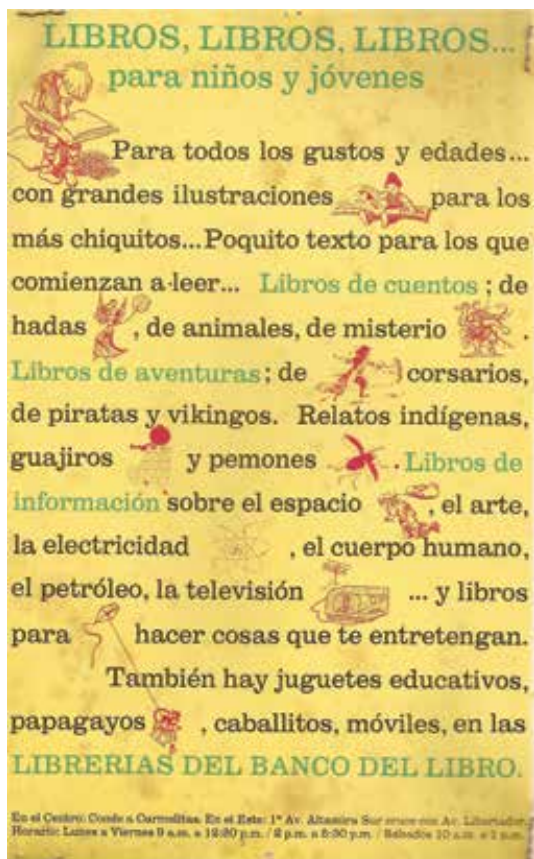 LIBROS, LIBROS, LIBROS...
para niños y jóvenes
Para todos los gustos y edades...
con grandes ilustraciones para los
más chiquitos... Poquito texto para los que
comienzan a leer... Libros de cuentos ; de
hadas , de animales, de misterio .
Libros de aventuras; de corsarios,
de piratas y vikingos. Relatos indígenas,
guajiros y pemones . Libros de
información sobre el espacio , el arte,
la electricidad , el cuerpo humano,
el petróleo, la televisión ... y libros
para hacer cosas que te entretengan.
También hay juguetes educativos,
papagayos , caballitos, móviles, en las
LIBRERIAS DEL BANCO DEL LIBRO.
En el Centro: Conde a Carmelitas. En el Este: 1ª Av. Altamira Sur cruce con Av. Libertador.
Horario: Lunes a Viernes 9 a.m. a 12:30 p.m. / 2 p.m. a 6:30 p.m. / Sábados 10 a.m. a 1 p.m.